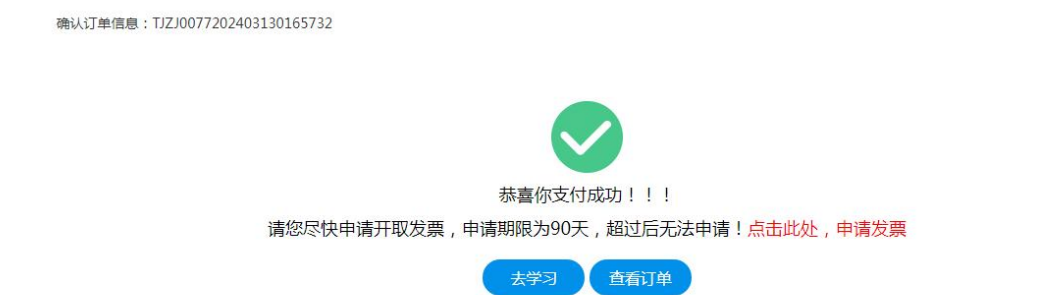 确认订单信息：TJZJ0077202403130165732
恭喜你支付成功！！！
请您尽快申请开取发票，申请期限为90天，超过后无法申请！点击此处，申请发票
去学习 查看订单